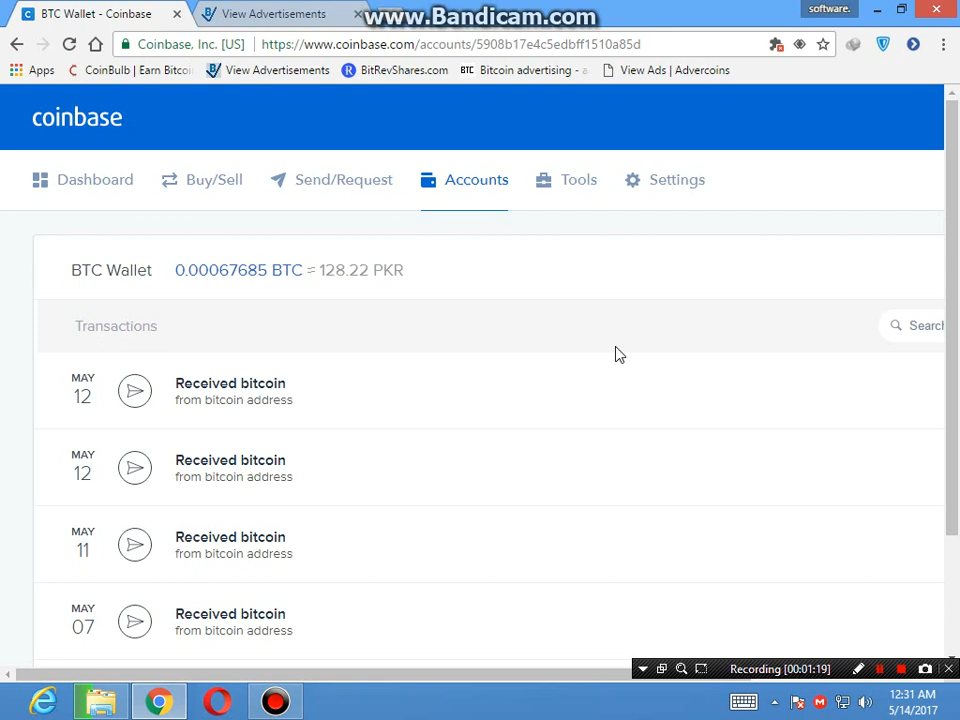 BTC Wallet - Coinbase
View Advertisements
www.Bandicam.com
software.
Coinbase, Inc. [US]
https://www.coinbase.com/accounts/5908b17e4c5edbff1510a85d
Apps
CoinBulb | Earn Bitcoi
View Advertisements
BitRevShares.com
BTC
Bitcoin advertising - a
View Ads | Advercoins
coinbase
Dashboard
Buy/Sell
Send/Request
Accounts
Tools
Settings
BTC Wallet
0.00067685 BTC ≈ 128.22 PKR
Transactions
Search
MAY
12
Received bitcoin
from bitcoin address
MAY
12
Received bitcoin
from bitcoin address
MAY
11
Received bitcoin
from bitcoin address
MAY
07
Received bitcoin
from bitcoin address
Recording [00:01:19]
12:31 AM
5/14/2017